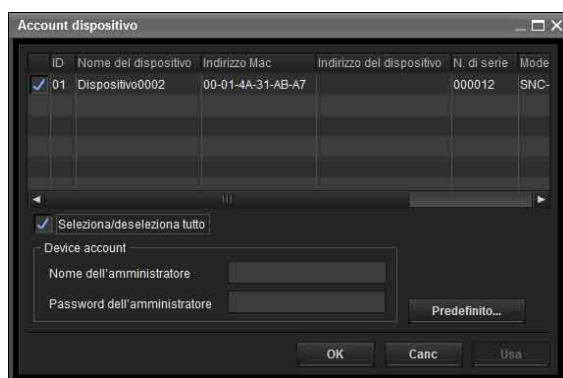 Account dispositivo
ID Nome del dispositivo Indirizzo Mac Indirizzo del dispositivo N. di serie Mode
01 Dispositivo0002 00-01-4A-31-AB-A7 000012 SNC-
Seleziona/deseleziona tutto
Device account
Nome dell'amministratore
Password dell'amministratore
Predefinito...
OK Canc Usa